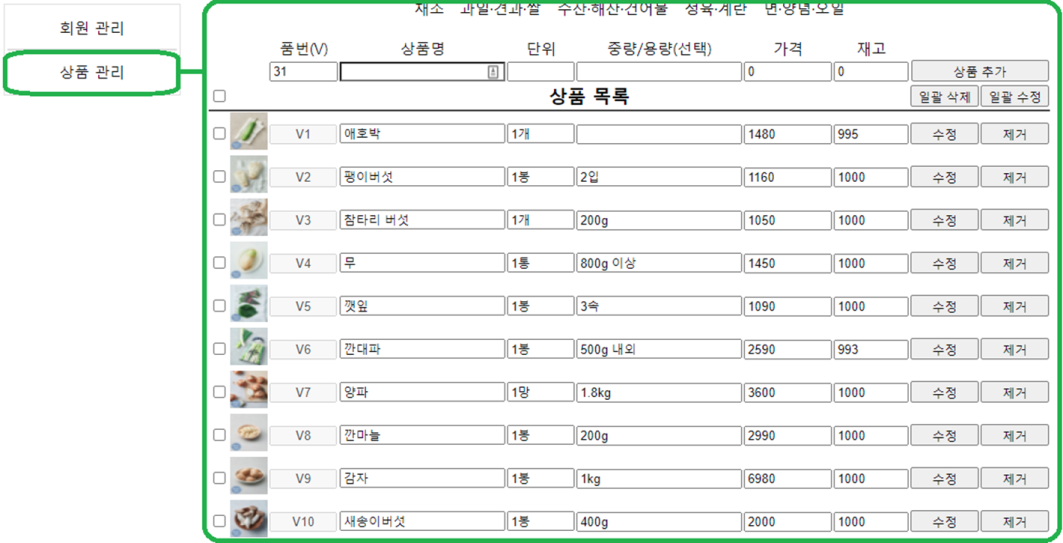 채소 과일·견과·쌀 수산·해산·건어물 정육·계란 면·양념·오일
회원 관리
상품 관리
품번(V) 상품명 단위 중량/용량(선택) 가격 재고
31 0 0 상품 추가
상품 목록 일괄 삭제 일괄 수정
V1 애호박 1개 1480 995 수정 제거
V2 팽이버섯 1봉 2입 1160 1000 수정 제거
V3 참타리 버섯 1개 200g 1050 1000 수정 제거
V4 무 1통 800g 이상 1450 1000 수정 제거
V5 깻잎 1봉 3속 1090 1000 수정 제거
V6 깐대파 1봉 500g 내외 2590 993 수정 제거
V7 양파 1망 1.8kg 3600 1000 수정 제거
V8 깐마늘 1봉 200g 2990 1000 수정 제거
V9 감자 1봉 1kg 6980 1000 수정 제거
V10 새송이버섯 1봉 400g 2000 1000 수정 제거